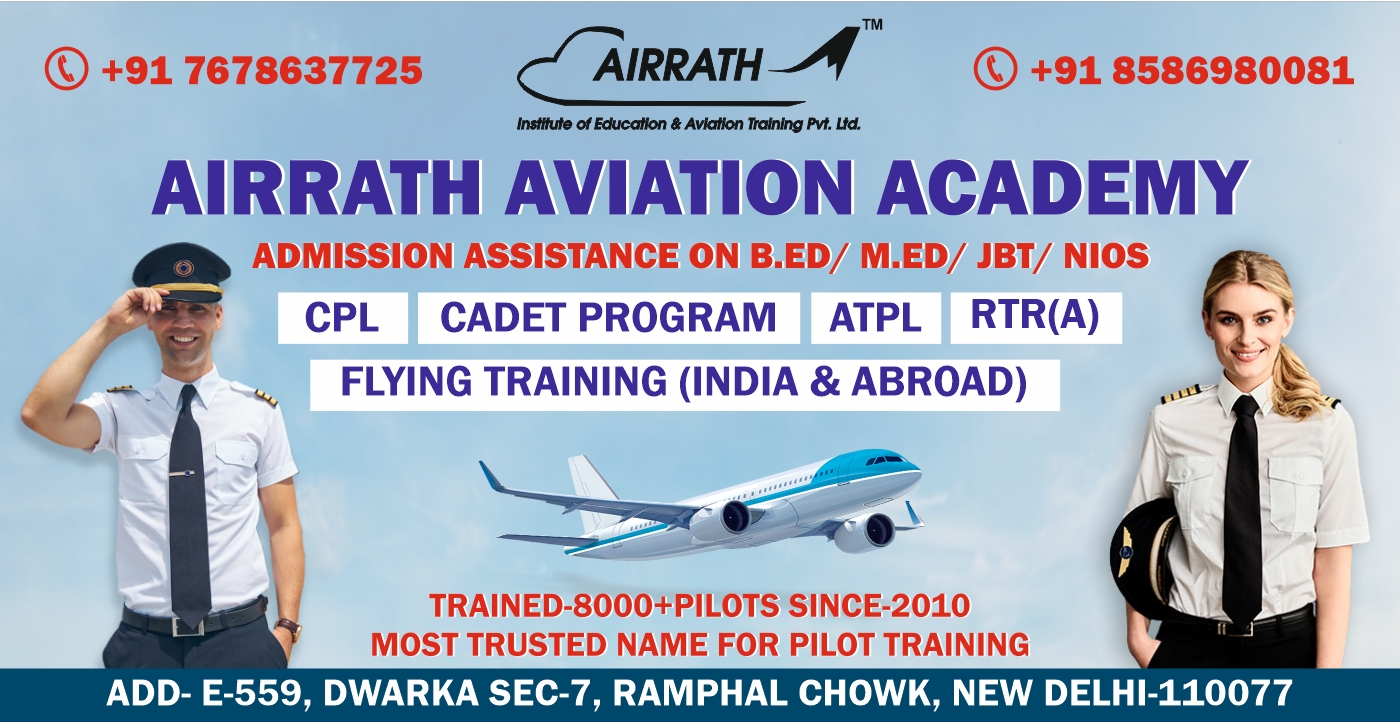 +91 7678637725
AIRRATH
TM
+91 8586980081
Institute of Education & Aviation Training Pvt. Ltd.
AIRRATH AVIATION ACADEMY
ADMISSION ASSISTANCE ON B.ED/ M.ED/ JBT/ NIOS
CPL CADET PROGRAM ATPL RTR(A)
FLYING TRAINING (INDIA & ABROAD)
TRAINED-8000+PILOTS SINCE-2010
MOST TRUSTED NAME FOR PILOT TRAINING
ADD- E-559, DWARKA SEC-7, RAMPHAL CHOWK, NEW DELHI-110077